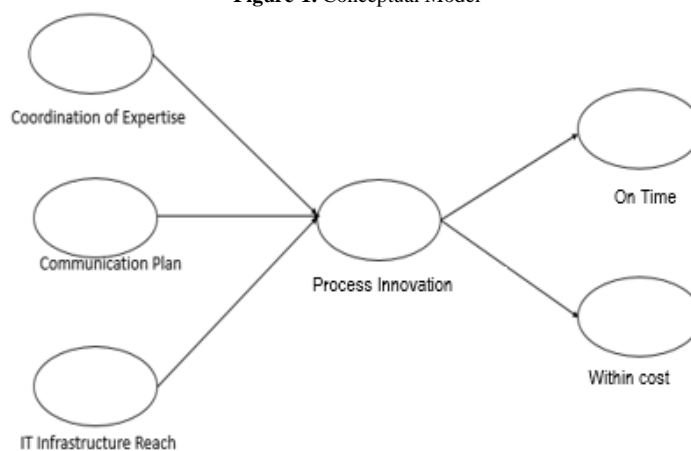 Figure 1. Conceptual Model
Coordination of Expertise
On Time
Communication Plan
Process Innovation
Within cost
IT Infrastructure Reach